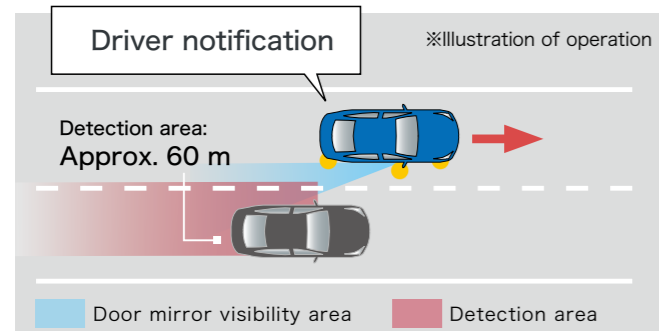 Driver notification
※Illustration of operation
Detection area:
Approx. 60 m
Door mirror visibility area
Detection area